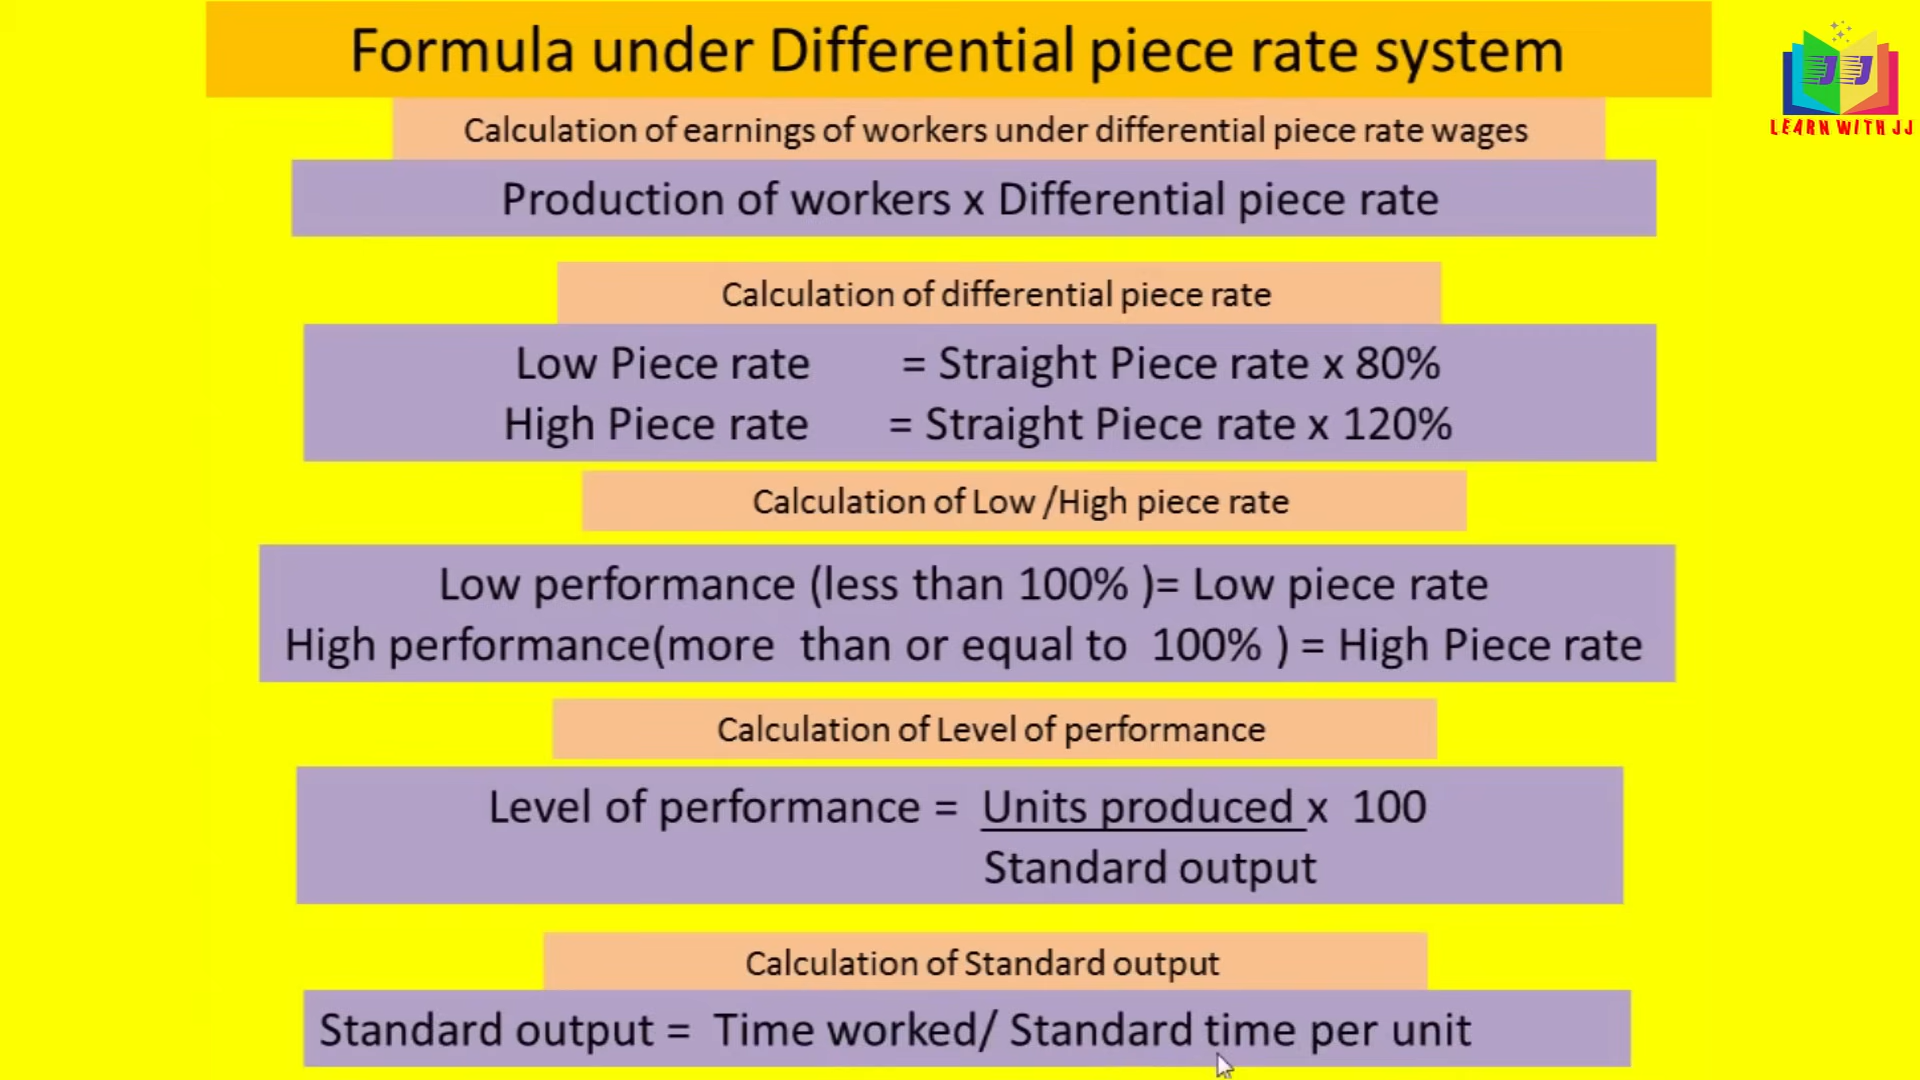 Formula under Differential piece rate system
JJ
LEARN WITH JJ
Calculation of earnings of workers under differential piece rate wages
Production of workers x Differential piece rate
Calculation of differential piece rate
Low Piece rate = Straight Piece rate x 80%
High Piece rate = Straight Piece rate x 120%
Calculation of Low /High piece rate
Low performance (less than 100% )= Low piece rate
High performance(more than or equal to 100% ) = High Piece rate
Calculation of Level of performance
Level of performance = Units produced x 100
Standard output
Calculation of Standard output
Standard output = Time worked/ Standard time per unit